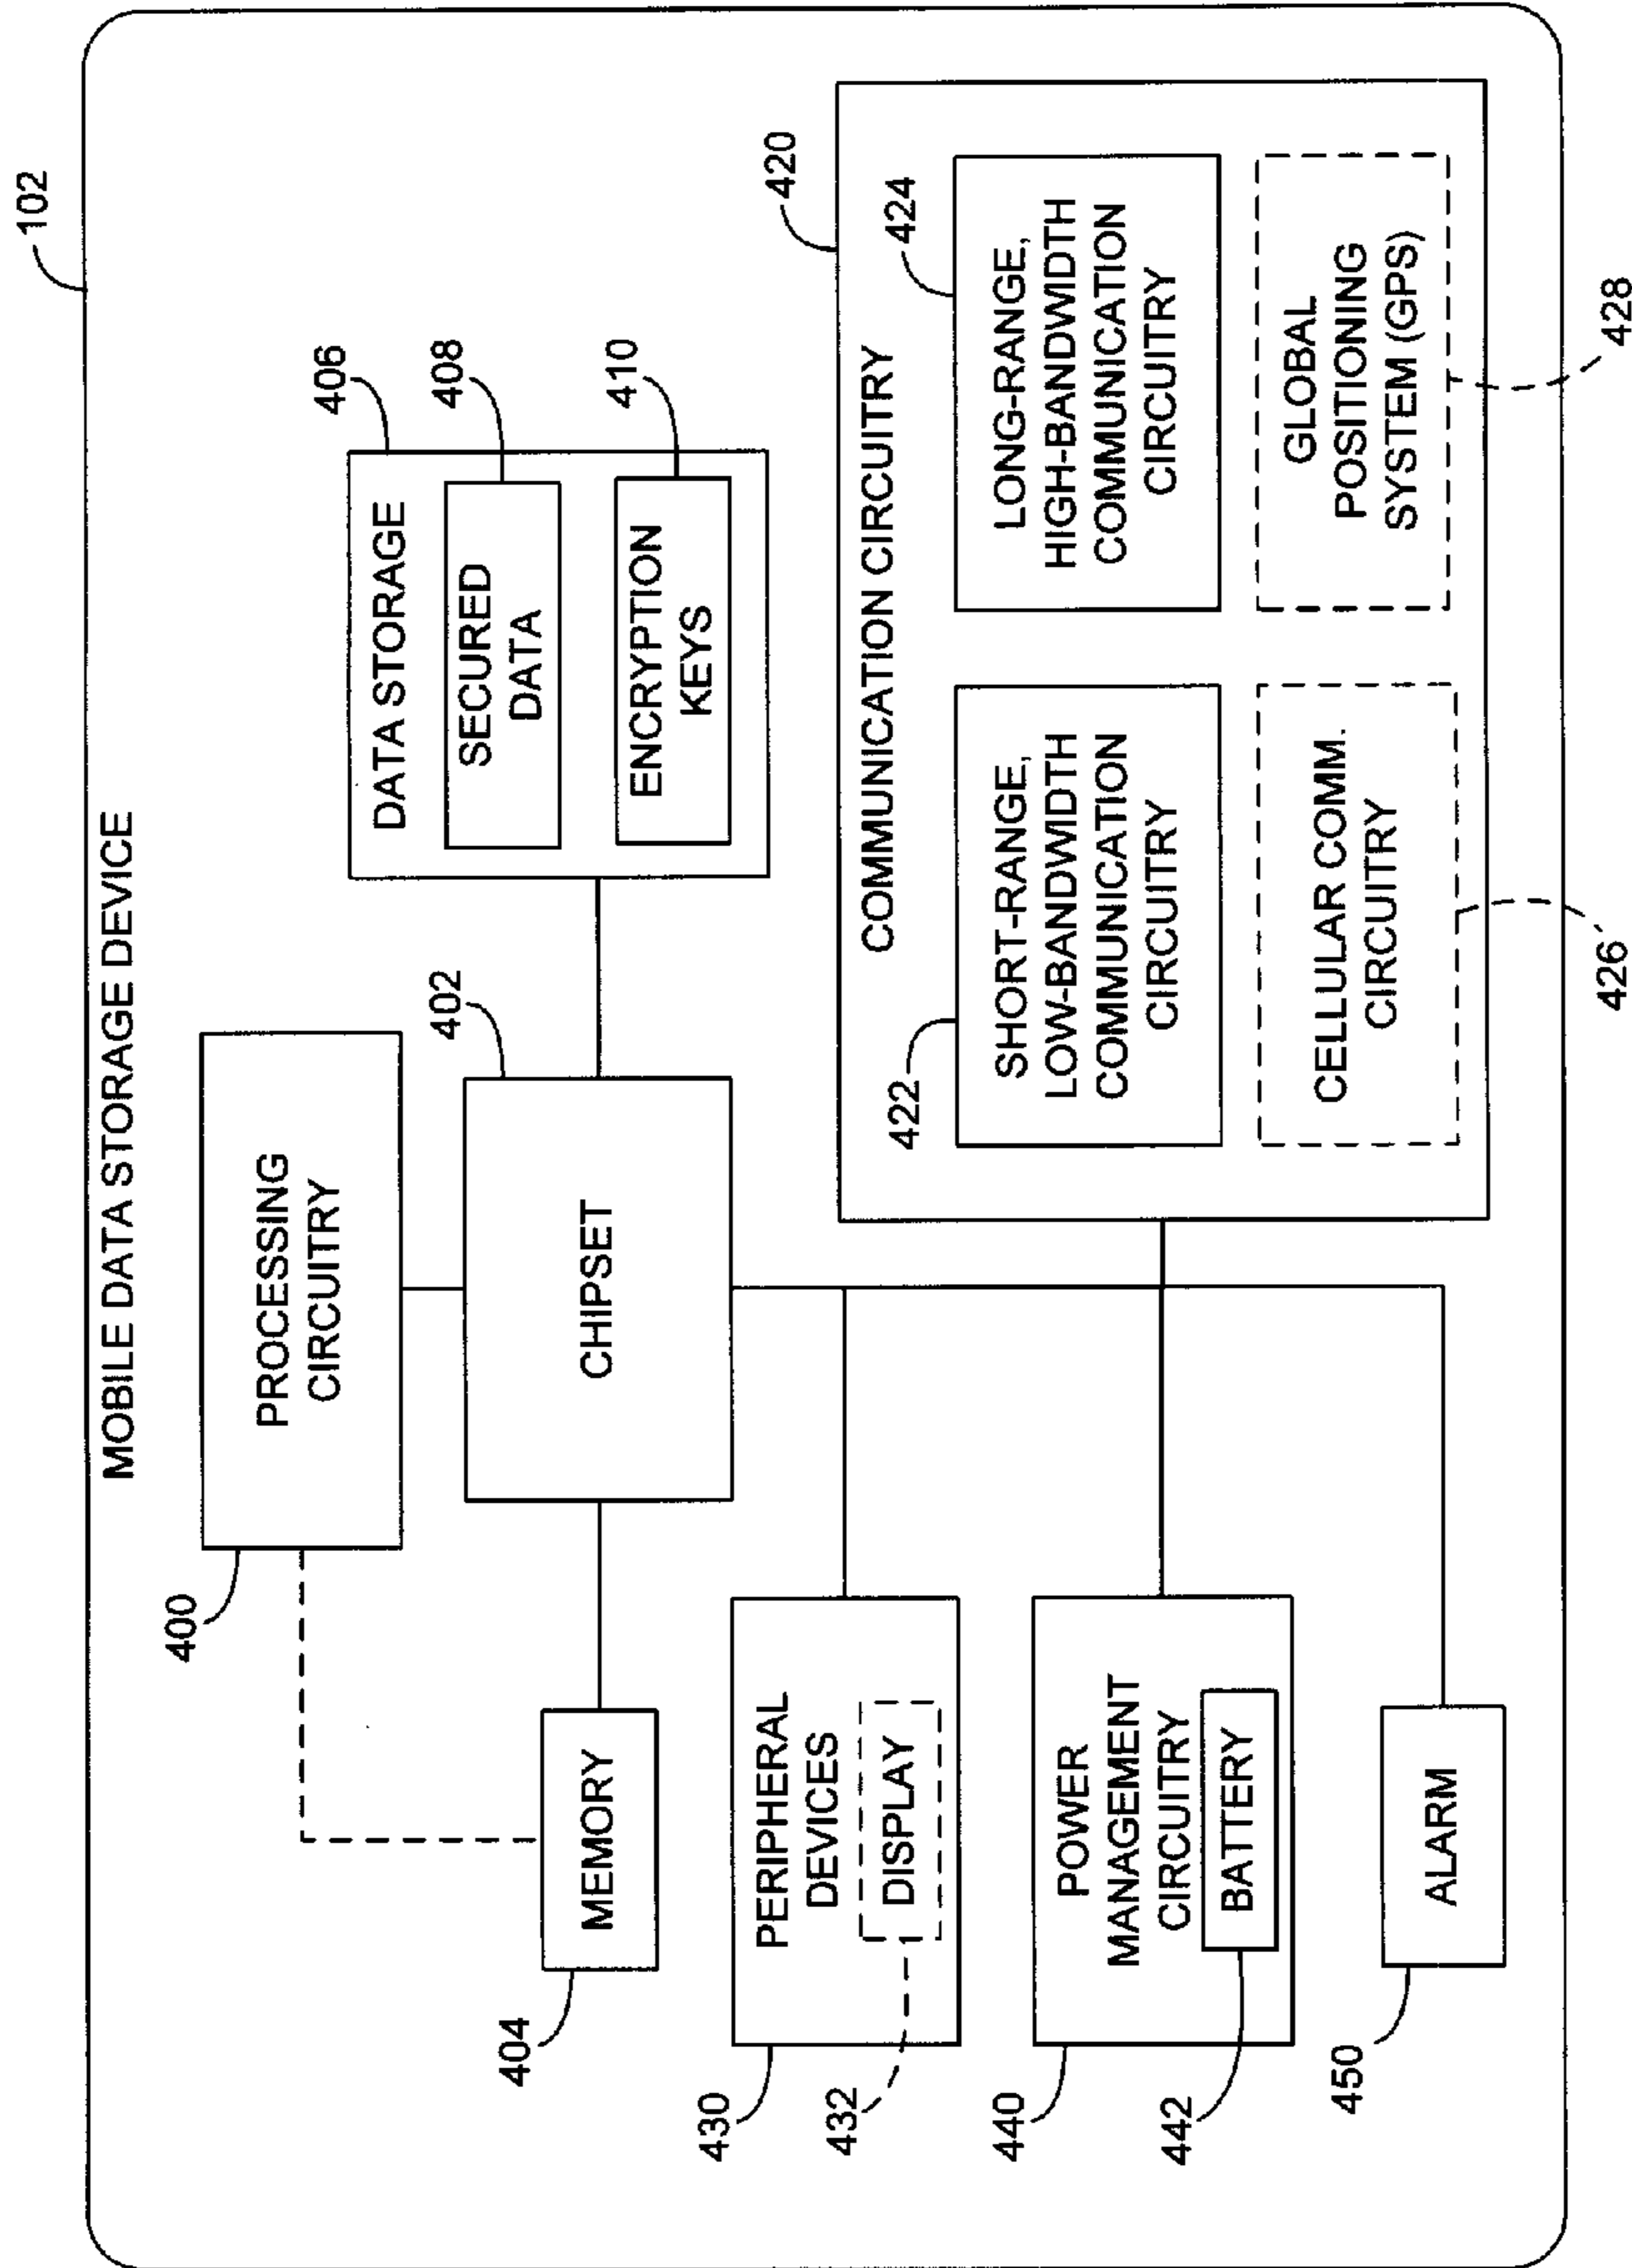 102
MOBILE DATA STORAGE DEVICE
400
PROCESSING
CIRCUITRY
406
DATA STORAGE
408
SECURED
DATA
410
ENCRYPTION
KEYS
402
CHIPSET
404
MEMORY
430
PERIPHERAL
DEVICES
432
DISPLAY
440
POWER
MANAGEMENT
CIRCUITRY
442
BATTERY
450
ALARM
420
COMMUNICATION CIRCUITRY
422
SHORT-RANGE,
LOW-BANDWIDTH
COMMUNICATION
CIRCUITRY
424
LONG-RANGE,
HIGH-BANDWIDTH
COMMUNICATION
CIRCUITRY
CELLULAR COMM.
CIRCUITRY
426
GLOBAL
POSITIONING
SYSTEM (GPS)
428